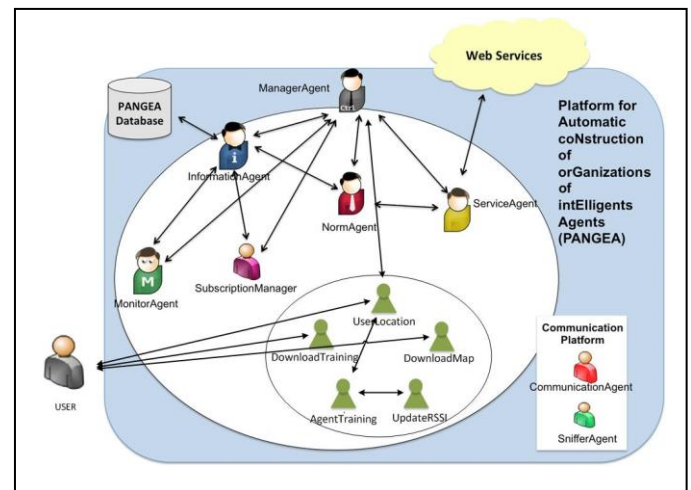 Web Services
ManagerAgent
Ctrl
PANGEA
Database
Platform for
Automatic
coNstruction
of
orGanizations
of
intElligents
Agents
(PANGEA)
i
InformationAgent
ServiceAgent
NormAgent
M
MonitorAgent
SubscriptionManager
UserLocation
DownloadTraining
DownloadMap
AgentTraining
UpdateRSSI
USER
Communication
Platform
CommunicationAgent
SnifferAgent